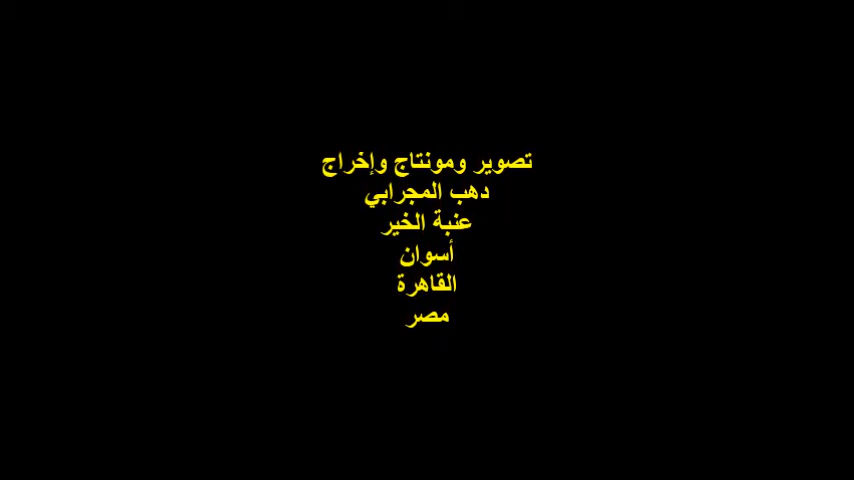 تصوير ومونتاج وإخراج
دهب المجرابي
عنبة الخير
أسوان
القاهرة
مصر